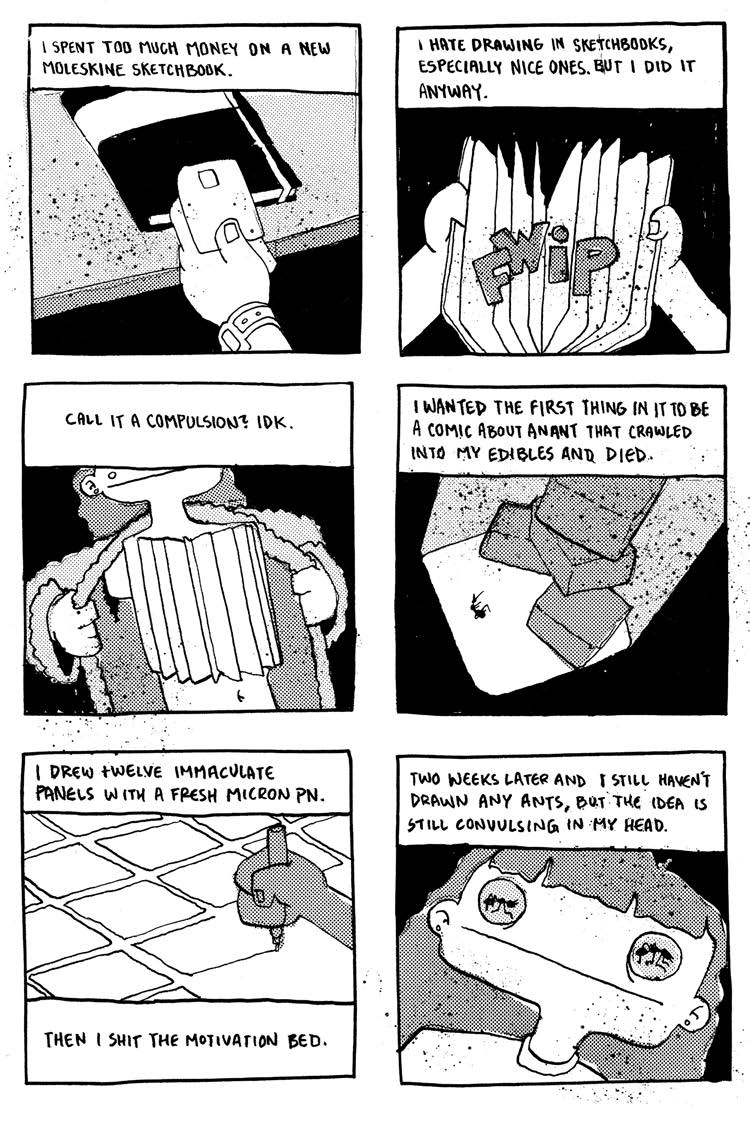 I SPENT TOO MUCH MONEY ON A NEW
MOLESKINE SKETCHBOOK.
I HATE DRAWING IN SKETCHBOOKS,
ESPECIALLY NICE ONES. BUT I DID IT
ANYWAY.
FWIP
CALL IT A COMPULSION? IDK.
I WANTED THE FIRST THING IN IT TO BE
A COMIC ABOUT AN ANT THAT CRAWLED
INTO MY EDIBLES AND DIED.
I DREW TWELVE IMMACULATE
PANELS WITH A FRESH MICRON PN.
THEN I SHIT THE MOTIVATION BED.
TWO WEEKS LATER AND I STILL HAVEN'T
DRAWN ANY ANTS, BUT THE IDEA IS
STILL CONVULSING IN MY HEAD.